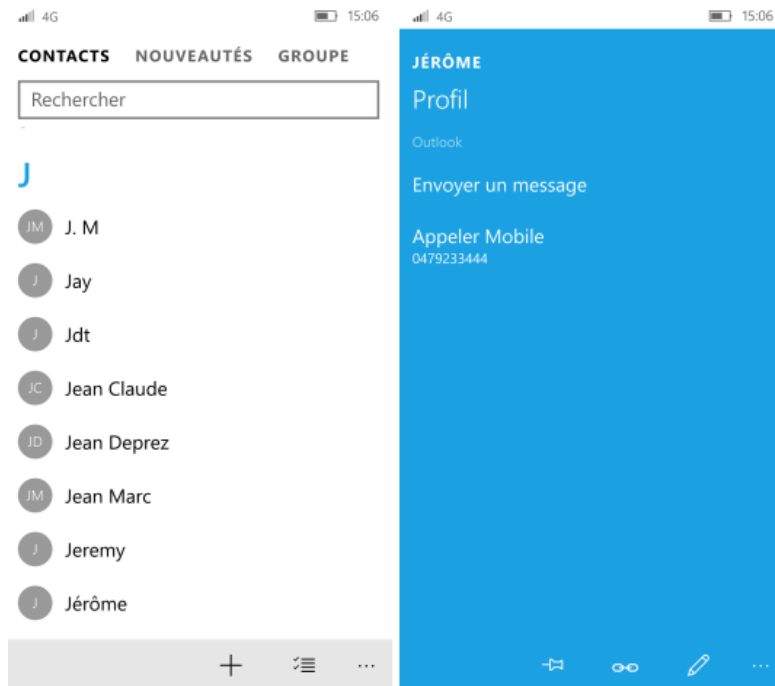 4G 15:06
CONTACTS NOUVEAUTÉS GROUPE
Rechercher
J
JM J. M
J Jay
J Jdt
JC Jean Claude
JD Jean Deprez
JM Jean Marc
J Jeremy
J Jérôme
...
4G 15:06
JÉRÔME
Profil
Outlook
Envoyer un message
Appeler Mobile
0479233444
...